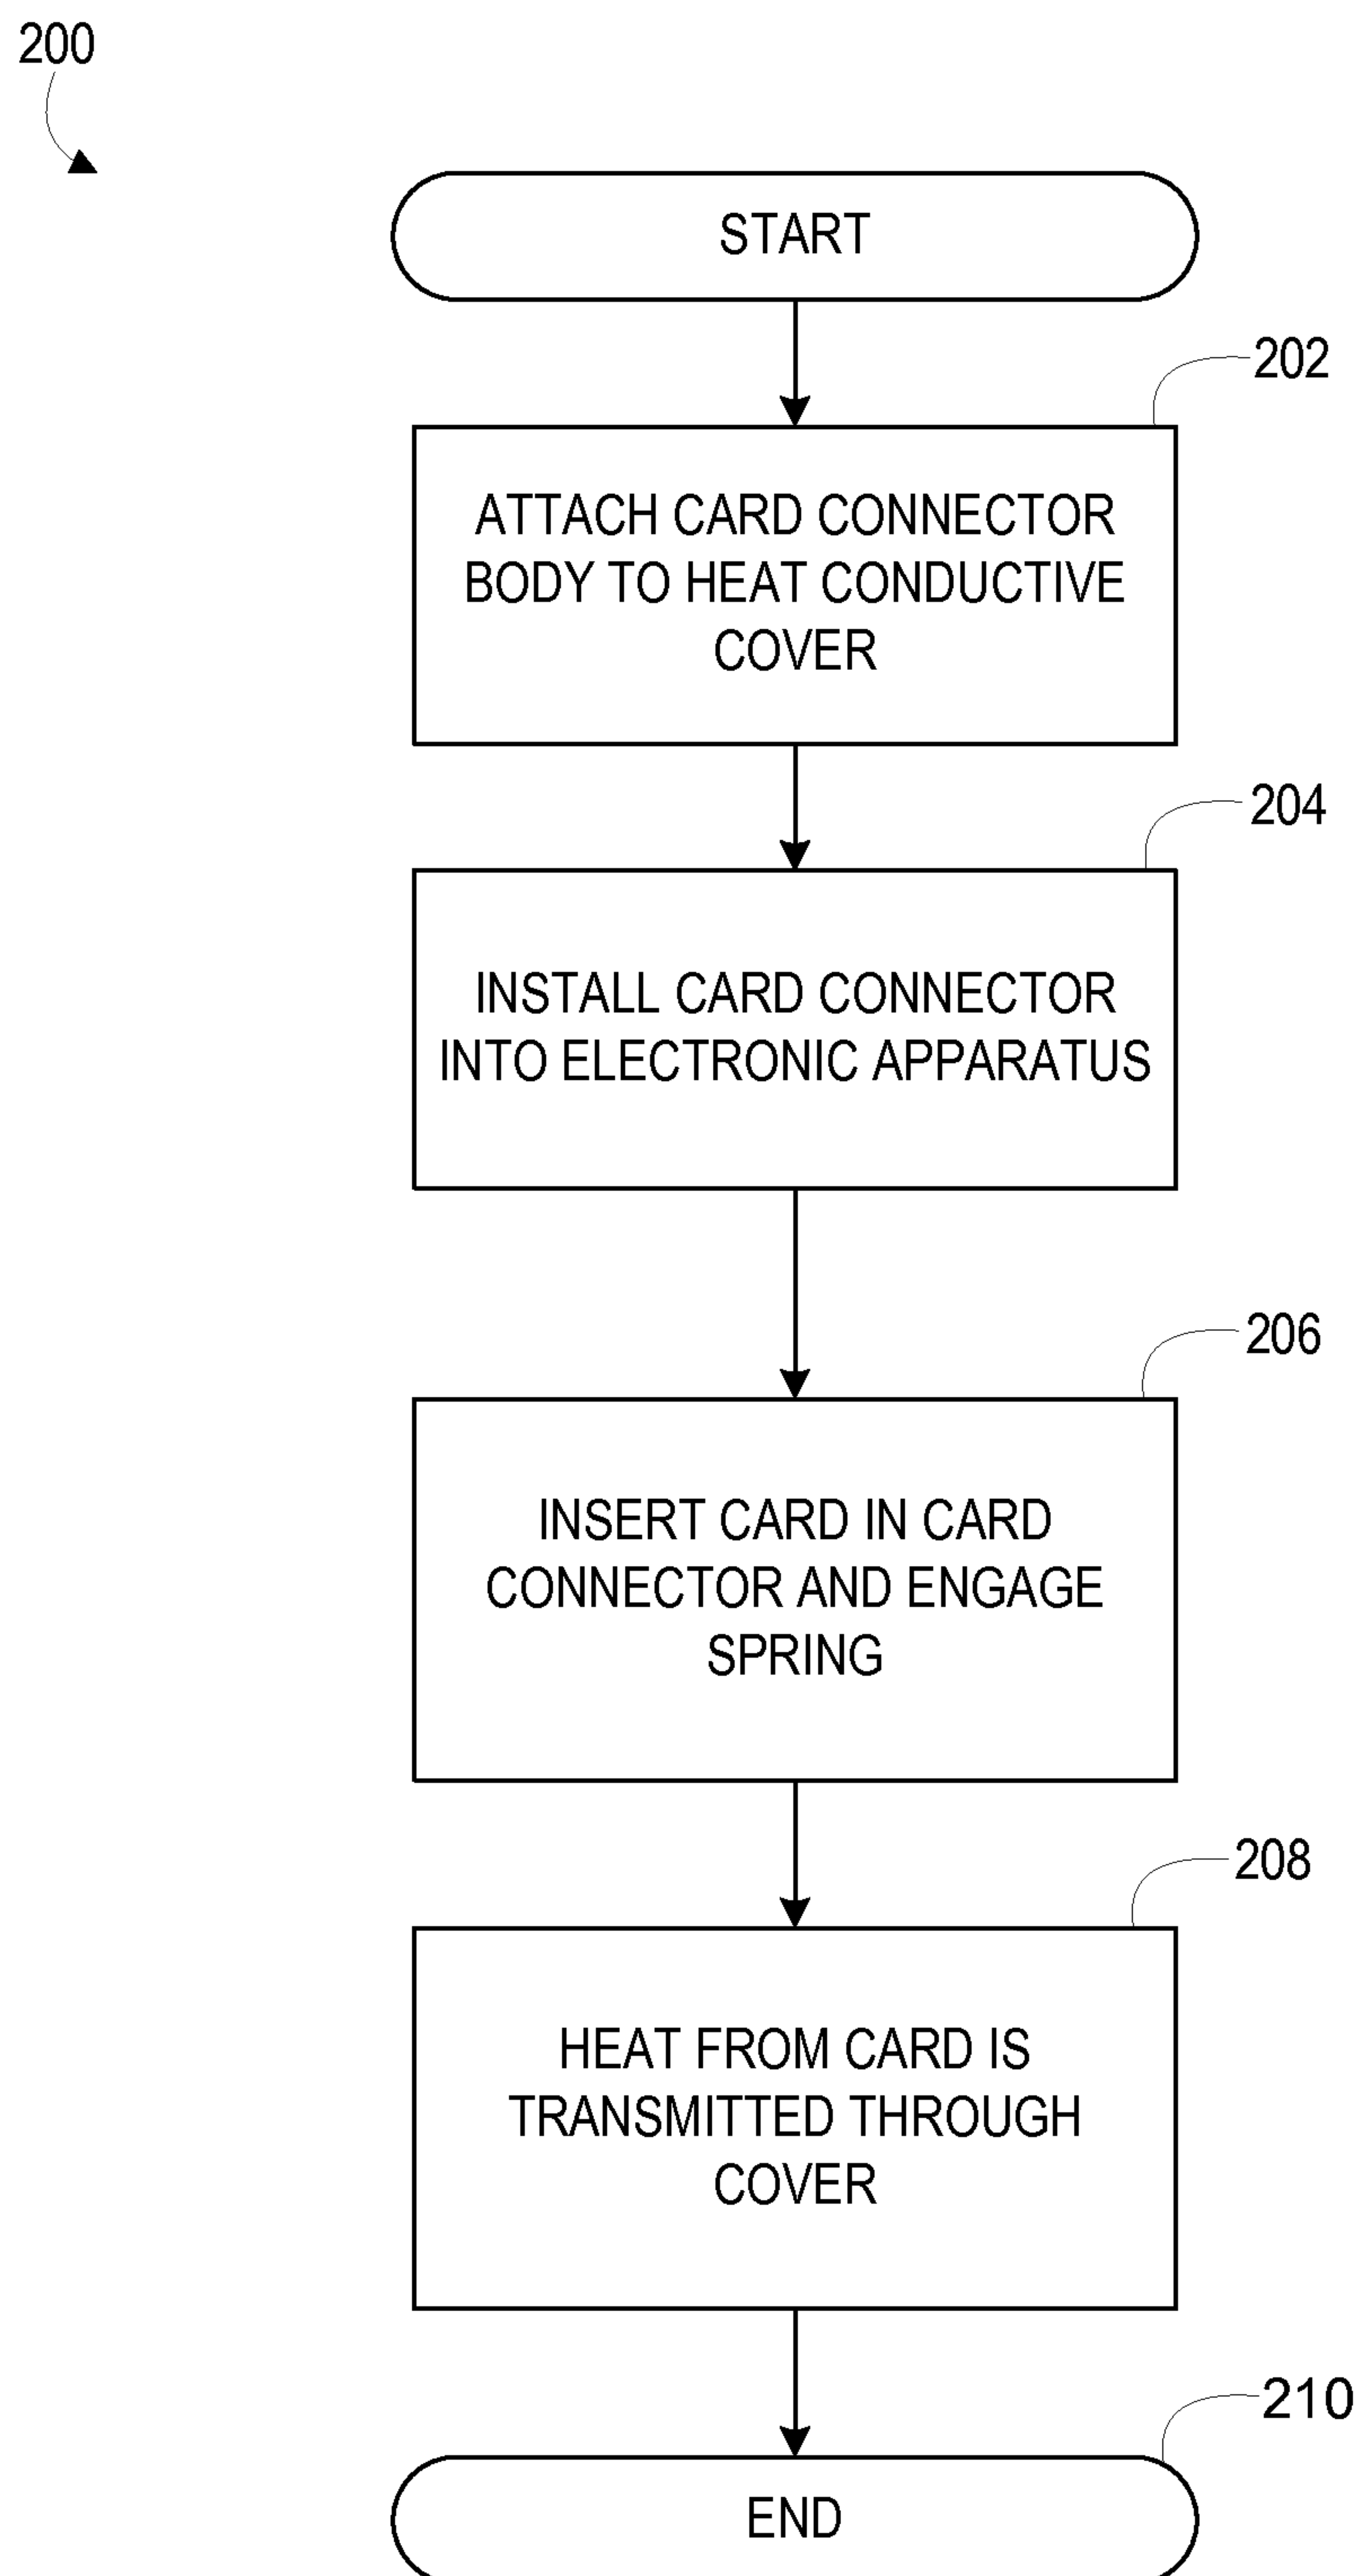 200
START
202
ATTACH CARD CONNECTOR
BODY TO HEAT CONDUCTIVE
COVER
204
INSTALL CARD CONNECTOR
INTO ELECTRONIC APPARATUS
206
INSERT CARD IN CARD
CONNECTOR AND ENGAGE
SPRING
208
HEAT FROM CARD IS
TRANSMITTED THROUGH
COVER
210
END